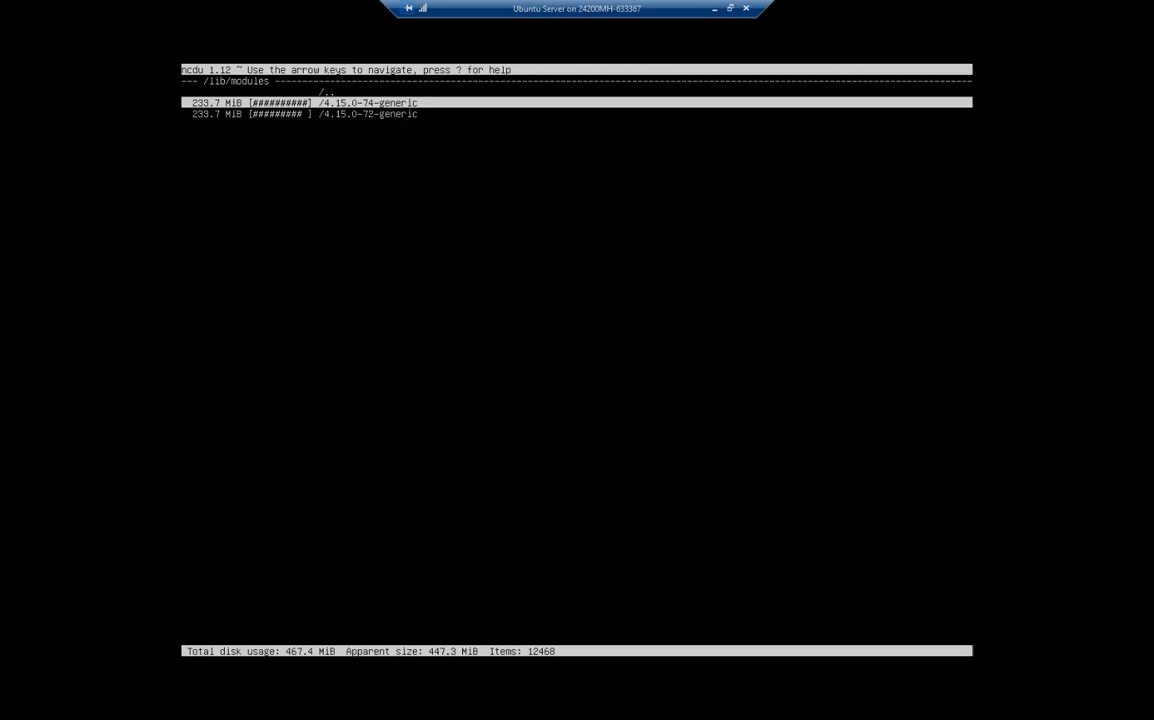 Ubuntu Server on 24200MH-633367
ncdu 1.12 ~ Use the arrow keys to navigate, press ? for help
--- /lib/modules ----------------------------------------------------------------------------------------------------------------------------
/..
233.7 MiB [##########] /4.15.0-74-generic
233.7 MiB [######### ] /4.15.0-72-generic
Total disk usage: 467.4 MiB  Apparent size: 447.3 MiB  Items: 12468